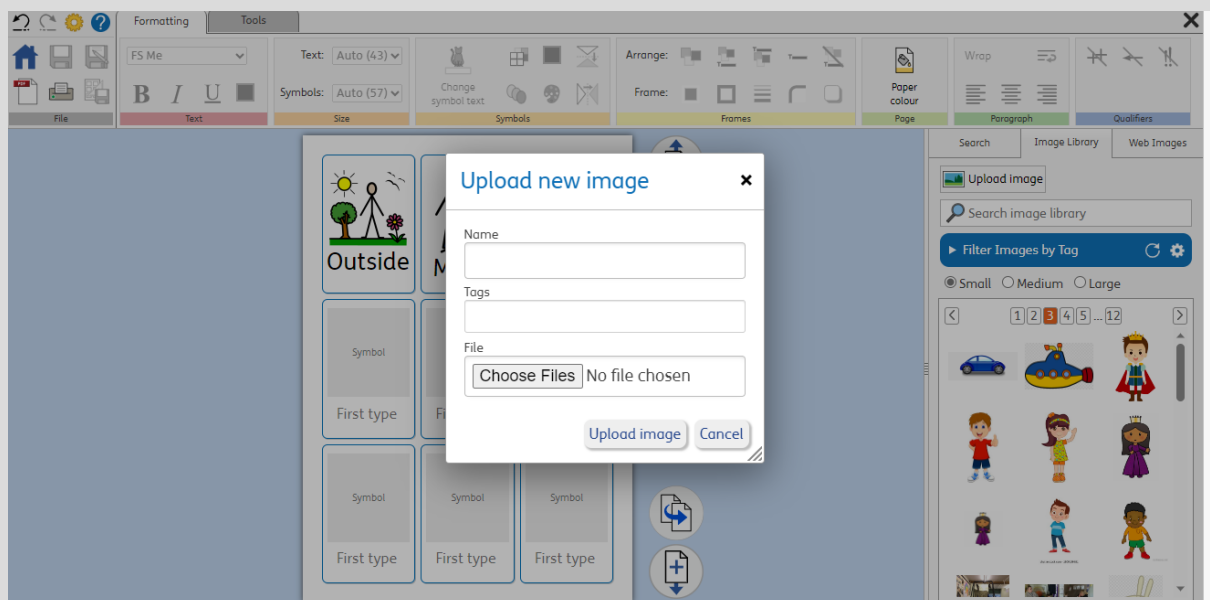 Formatting
Tools
FS Me
Text: Auto (43)
Change
symbol text
Arrange:
Paper
colour
Wrap
B I U
Symbols: Auto (57)
Frame:
File
Text
Size
Symbols
Frames
Page
Paragraph
Qualifiers
Search
Image Library
Web Images
Upload image
Search image library
Filter Images by Tag
Small Medium Large
1 2 3 4 5 ... 12
Upload new image
Name
Tags
File
Choose Files No file chosen
Upload image Cancel
Outside
M
Symbol
First type
Fi
Symbol Symbol Symbol
First type First type First type